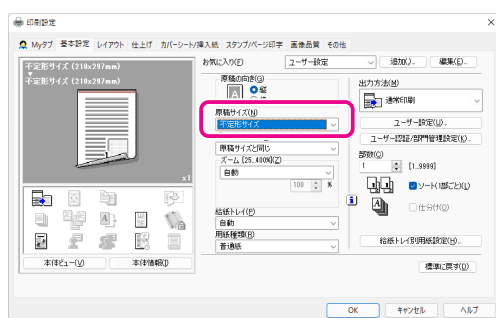 印刷設定
Myタブ 基本設定 レイアウト 仕上げ カバーシート/挿入紙 スタンプ/ページ印字 画像品質 その他
お気に入り(F) ユーザー設定 追加(.)... 編集(E)...
不定形サイズ (210x297mm)
不定形サイズ (210x297mm)
x1
本体ビュー(V) 本体情報(I)
原稿の向き(G)
縦
原稿サイズ(N)
不定形サイズ
原稿サイズと同じ
ズーム [25..400%](Z)
自動
100 %
給紙トレイ(P)
自動
用紙種類(R)
普通紙
出力方法(M)
通常印刷
ユーザー設定(U)...
ユーザー認証/部門管理設定(K)...
部数(C)
1 [1..9999]
ソート(1部ごと)(L)
仕分け(O)
給紙トレイ別用紙設定(H)...
標準に戻す(D)
OK キャンセル ヘルプ